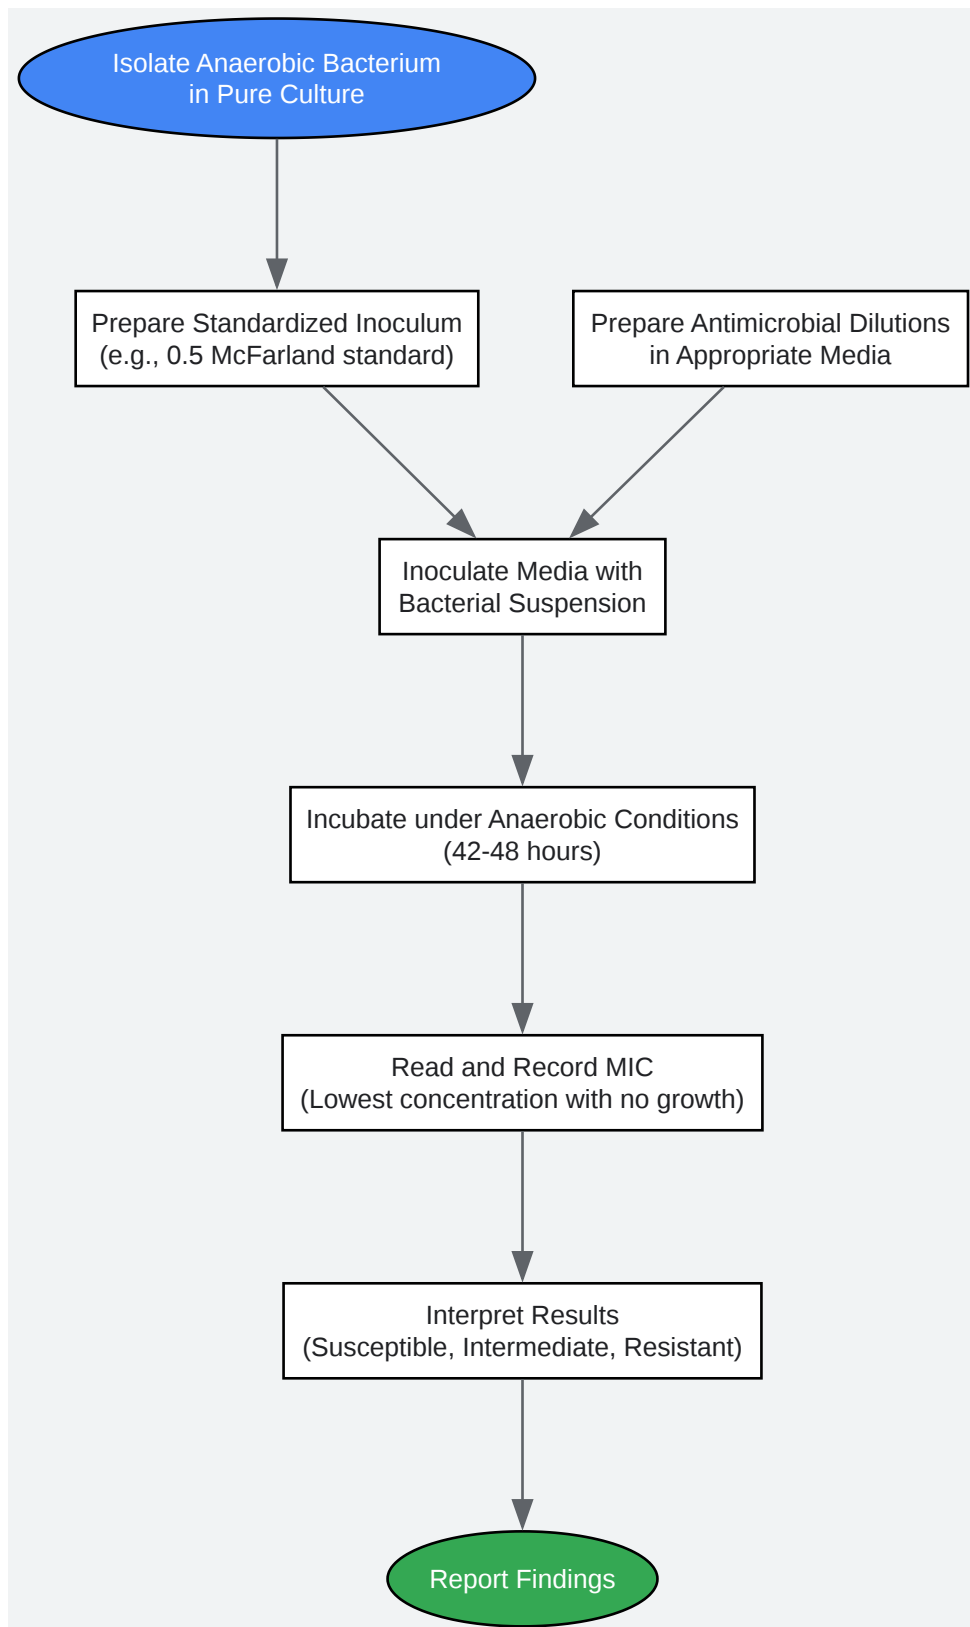 Isolate Anaerobic Bacterium
in Pure Culture
Prepare Standardized Inoculum
(e.g., 0.5 McFarland standard)
Prepare Antimicrobial Dilutions
in Appropriate Media
Inoculate Media with
Bacterial Suspension
Incubate under Anaerobic Conditions
(42-48 hours)
Read and Record MIC
(Lowest concentration with no growth)
Interpret Results
(Susceptible, Intermediate, Resistant)
Report Findings